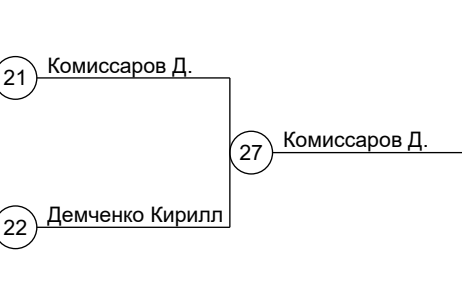 21 Комиссаров Д.
27 Комиссаров Д.
22 Демченко Кирилл